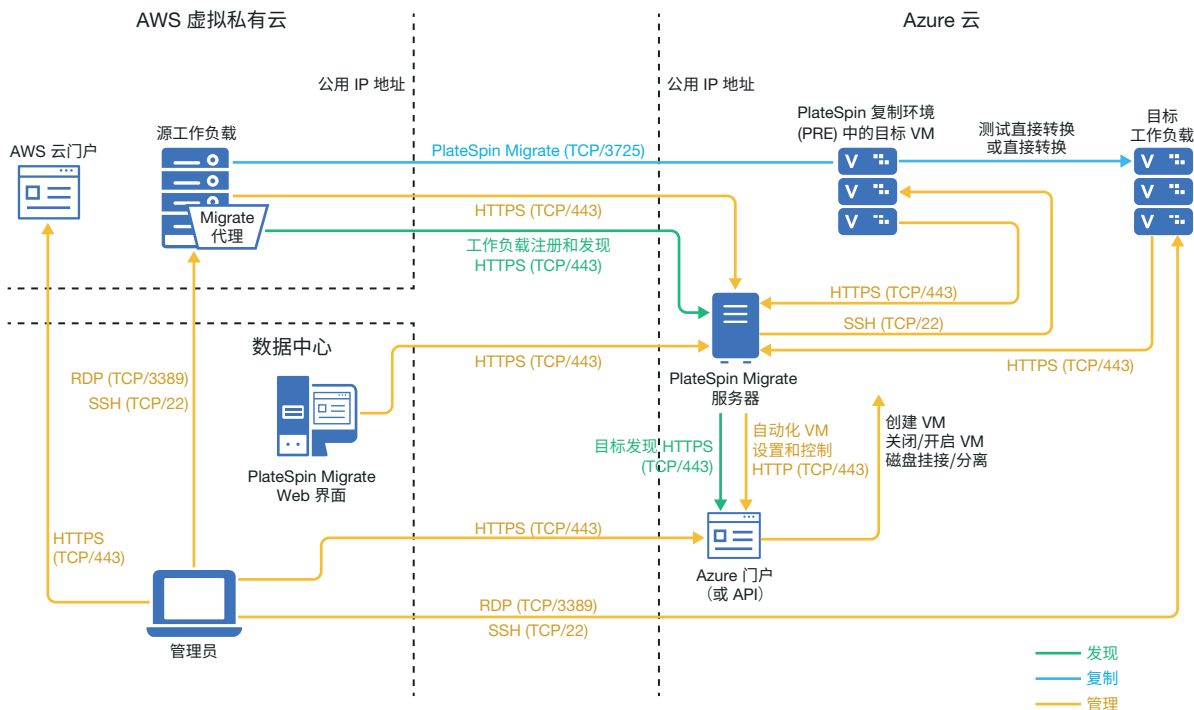 AWS 虚拟私有云
Azure 云
公用 IP 地址
公用 IP 地址
AWS 云门户
源工作负载
Migrate
代理
PlateSpin Migrate (TCP/3725)
HTTPS (TCP/443)
工作负载注册和发现
HTTPS (TCP/443)
PlateSpin 复制环境
(PRE) 中的目标 VM
测试直接转换
或直接转换
目标
工作负载
V
V
V
V
V
V
HTTPS (TCP/443)
SSH (TCP/22)
HTTPS (TCP/443)
数据中心
HTTPS (TCP/443)
RDP (TCP/3389)
SSH (TCP/22)
PlateSpin Migrate
服务器
PlateSpin Migrate
Web 界面
目标发现 HTTPS
(TCP/443)
自动化 VM
设置和控制
HTTP (TCP/443)
创建 VM
关闭/开启 VM
磁盘挂接/分离
HTTPS
(TCP/443)
HTTPS (TCP/443)
Azure 门户
（或 API）
RDP (TCP/3389)
SSH (TCP/22)
管理员
发现
复制
管理